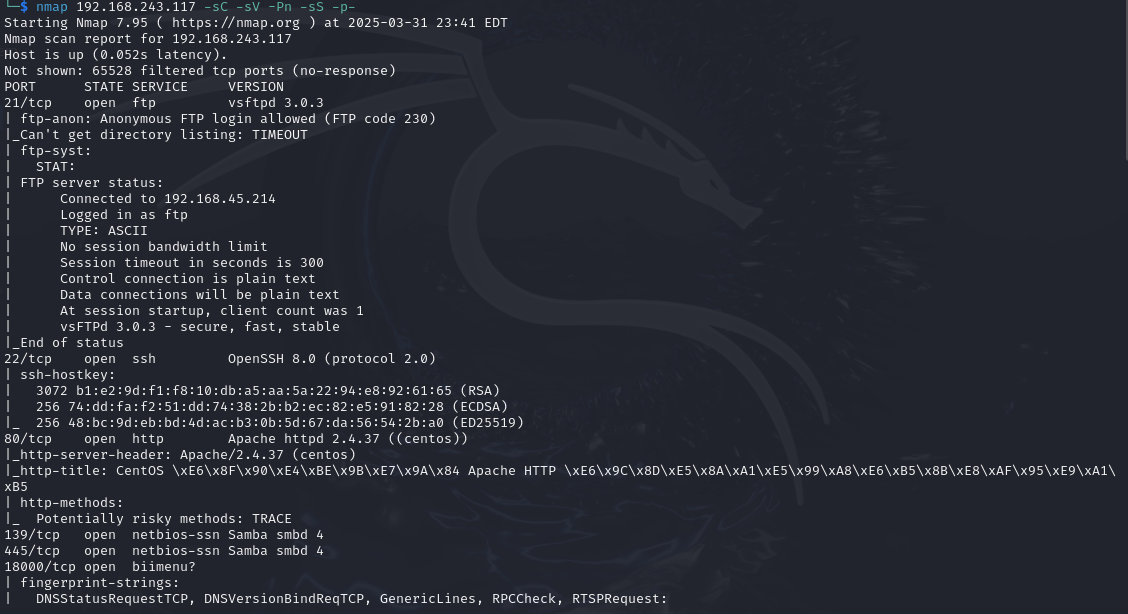 └─$ nmap 192.168.243.117 -sC -sV -Pn -sS -p-
Starting Nmap 7.95 ( https://nmap.org ) at 2025-03-31 23:41 EDT
Nmap scan report for 192.168.243.117
Host is up (0.052s latency).
Not shown: 65528 filtered tcp ports (no-response)
PORT      STATE SERVICE     VERSION
21/tcp    open  ftp         vsftpd 3.0.3
| ftp-anon: Anonymous FTP login allowed (FTP code 230)
|_Can't get directory listing: TIMEOUT
| ftp-syst:
|   STAT:
| FTP server status:
|      Connected to 192.168.45.214
|      Logged in as ftp
|      TYPE: ASCII
|      No session bandwidth limit
|      Session timeout in seconds is 300
|      Control connection is plain text
|      Data connections will be plain text
|      At session startup, client count was 1
|      vsFTPd 3.0.3 - secure, fast, stable
|_End of status
22/tcp    open  ssh         OpenSSH 8.0 (protocol 2.0)
| ssh-hostkey:
|   3072 b1:e2:9d:f1:f8:10:db:a5:aa:5a:22:94:e8:92:61:65 (RSA)
|   256 74:dd:fa:f2:51:dd:74:38:2b:b2:ec:82:e5:91:82:28 (ECDSA)
|_  256 48:bc:9d:eb:bd:4d:ac:b3:0b:5d:67:da:56:54:2b:a0 (ED25519)
80/tcp    open  http        Apache httpd 2.4.37 ((centos))
|_http-server-header: Apache/2.4.37 (centos)
|_http-title: CentOS \xE6\x8F\x90\xE4\xBE\x9B\xE7\x9A\x84 Apache HTTP \xE6\x9C\x8D\xE5\x8A\xA1\xE5\x99\xA8\xE6\xB5\x8B\xE8\xAF\x95\xE9\xA1\
xB5
| http-methods:
|_  Potentially risky methods: TRACE
139/tcp   open  netbios-ssn Samba smbd 4
445/tcp   open  netbios-ssn Samba smbd 4
18000/tcp open  biimenu?
| fingerprint-strings:
|   DNSStatusRequestTCP, DNSVersionBindReqTCP, GenericLines, RPCCheck, RTSPRequest: